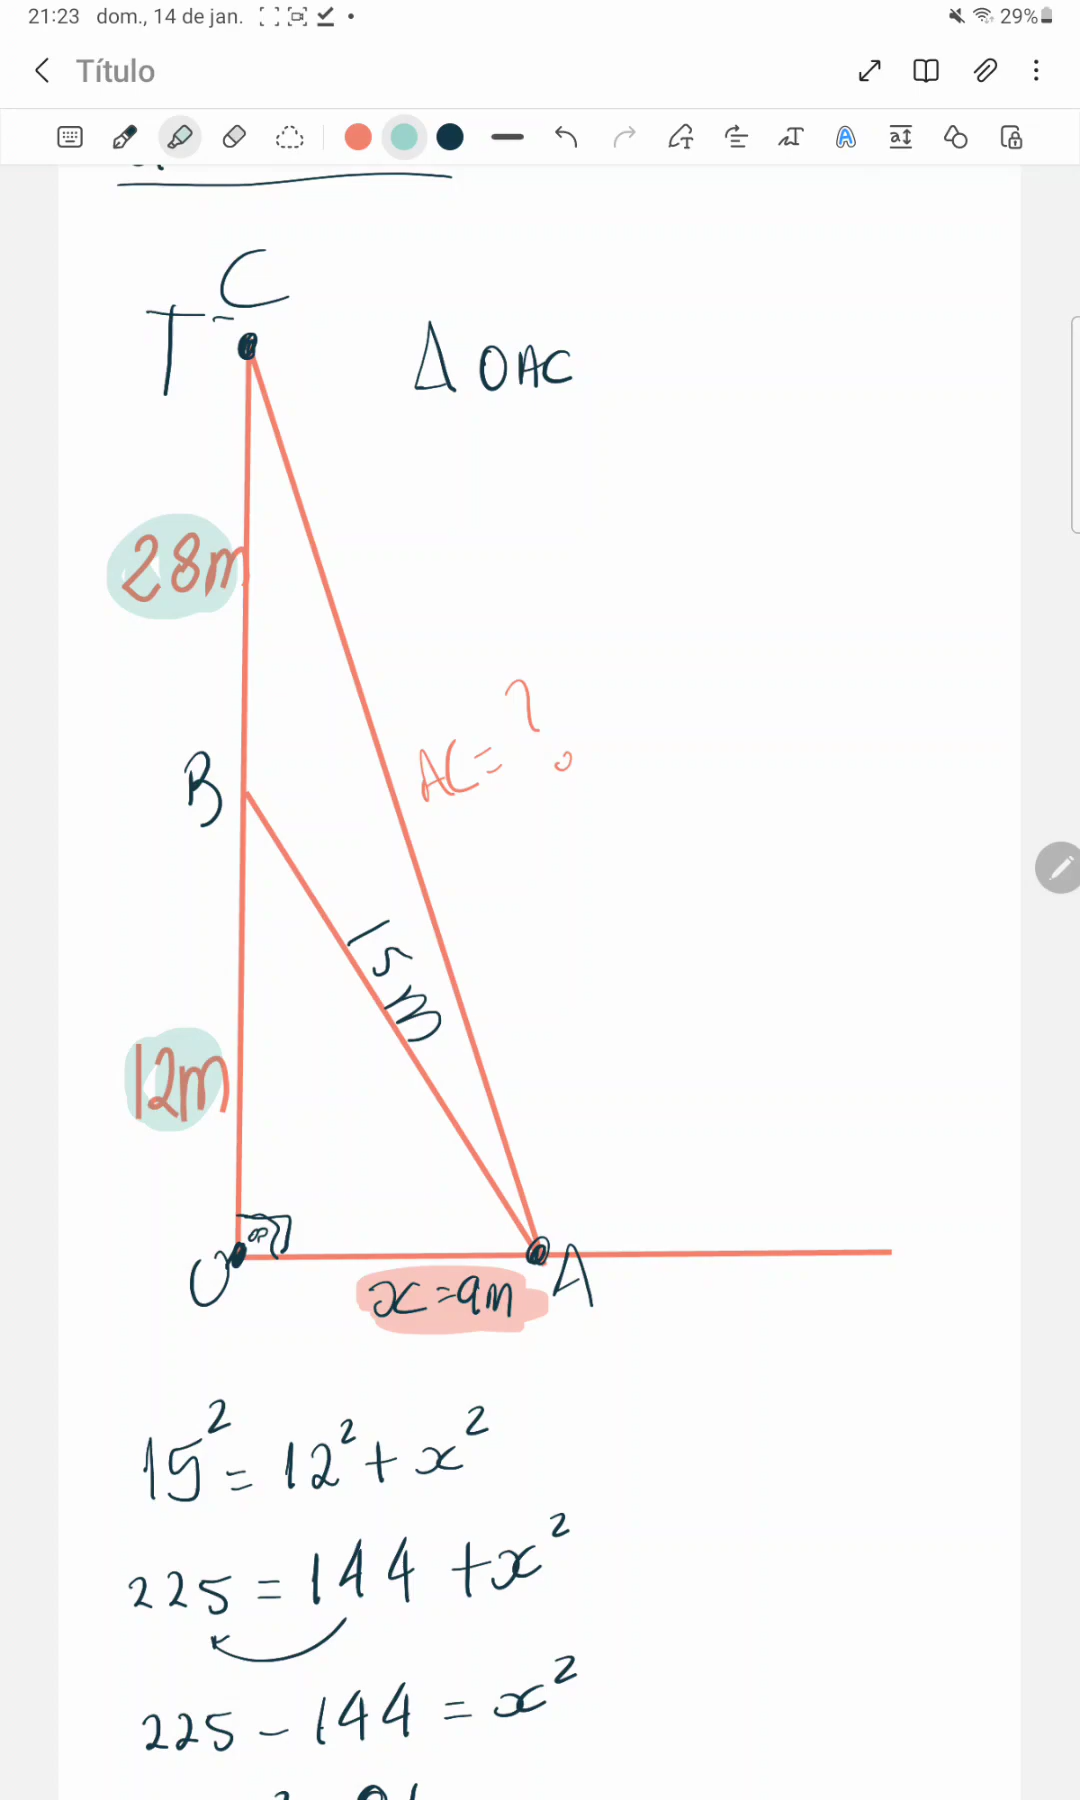 21:23 dom., 14 de jan. 29%
Título
C
T
Δ OAC
28m
AC = ?
B
15m
12m
O
x=9m
A
15² = 12² + x²
225 = 144 + x²
225 - 144 = x²